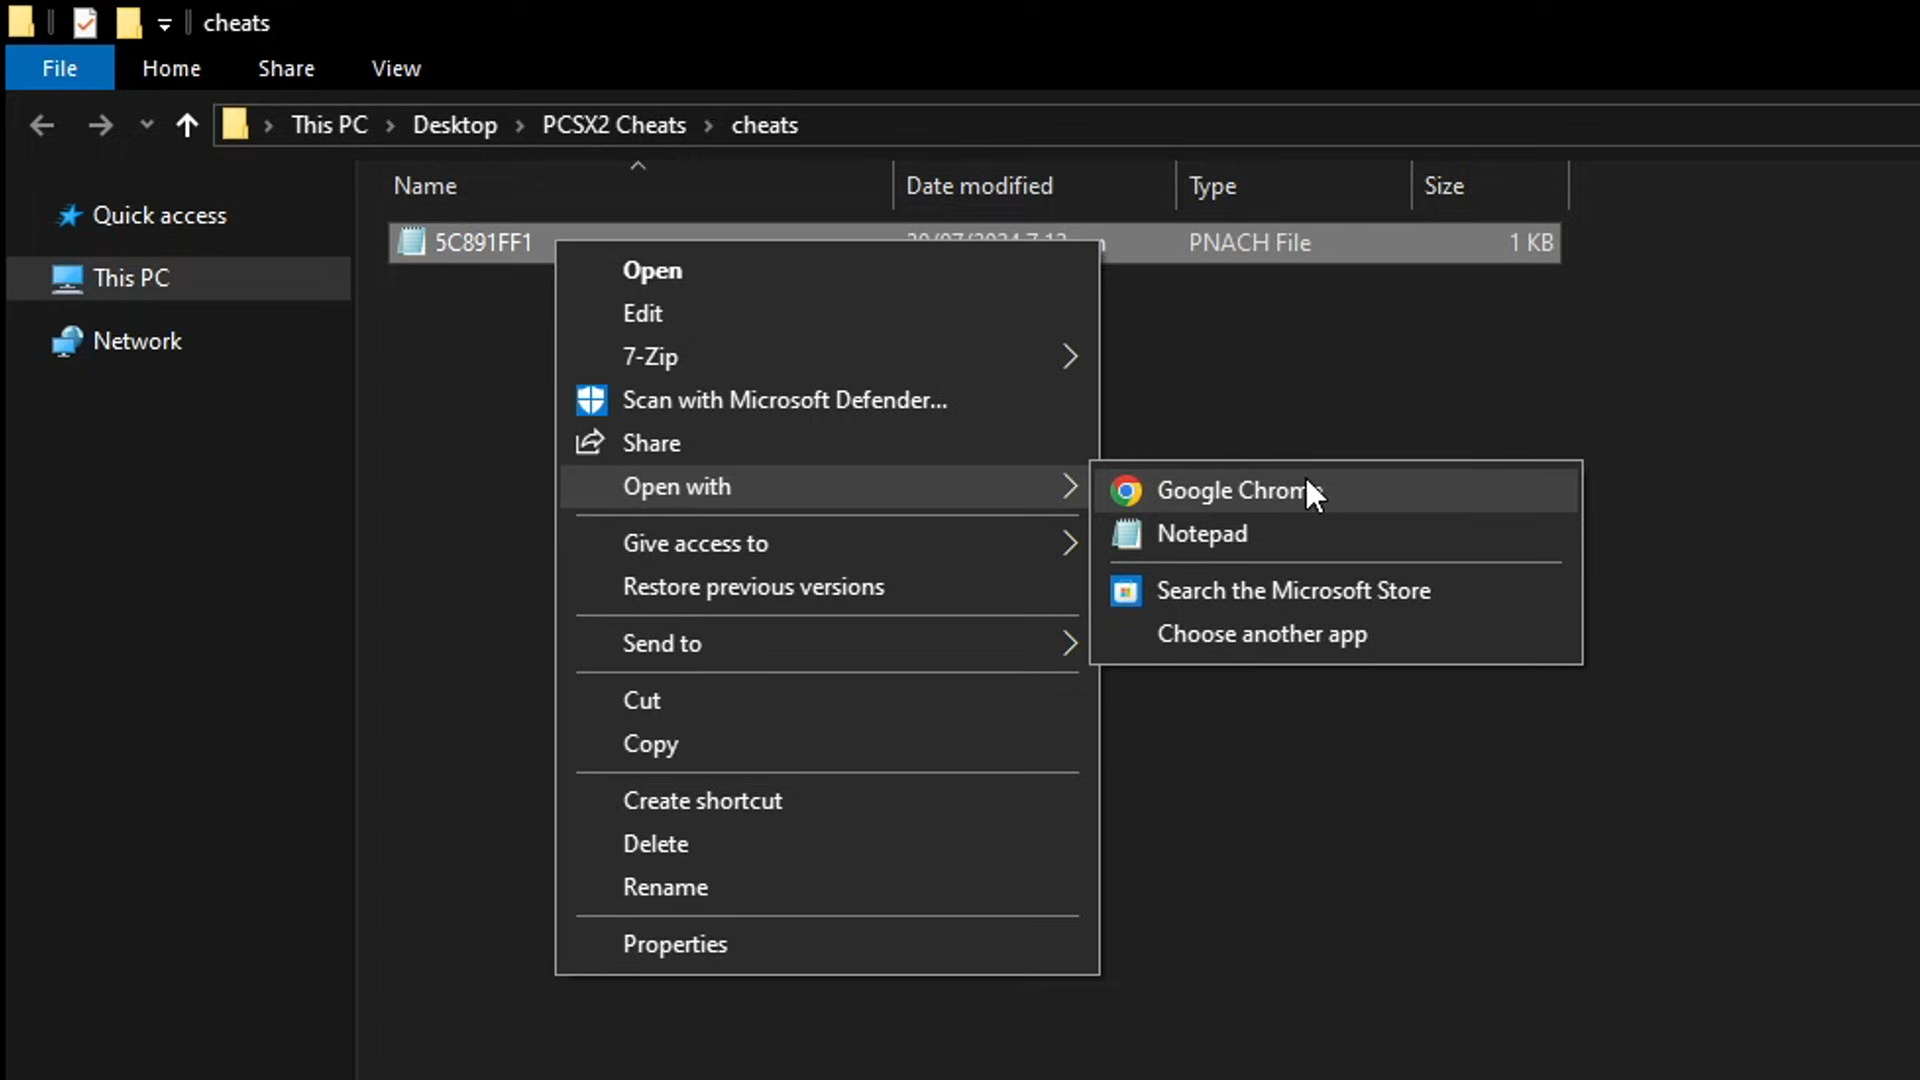 cheats
File Home Share View
This PC Desktop PCSX2 Cheats cheats
Name Date modified Type Size
Quick access
This PC
Network
5C891FF1 PNACH File 1 KB
Open
Edit
7-Zip
Scan with Microsoft Defender...
Share
Open with
Give access to
Restore previous versions
Send to
Cut
Copy
Create shortcut
Delete
Rename
Properties
Google Chrome
Notepad
Search the Microsoft Store
Choose another app